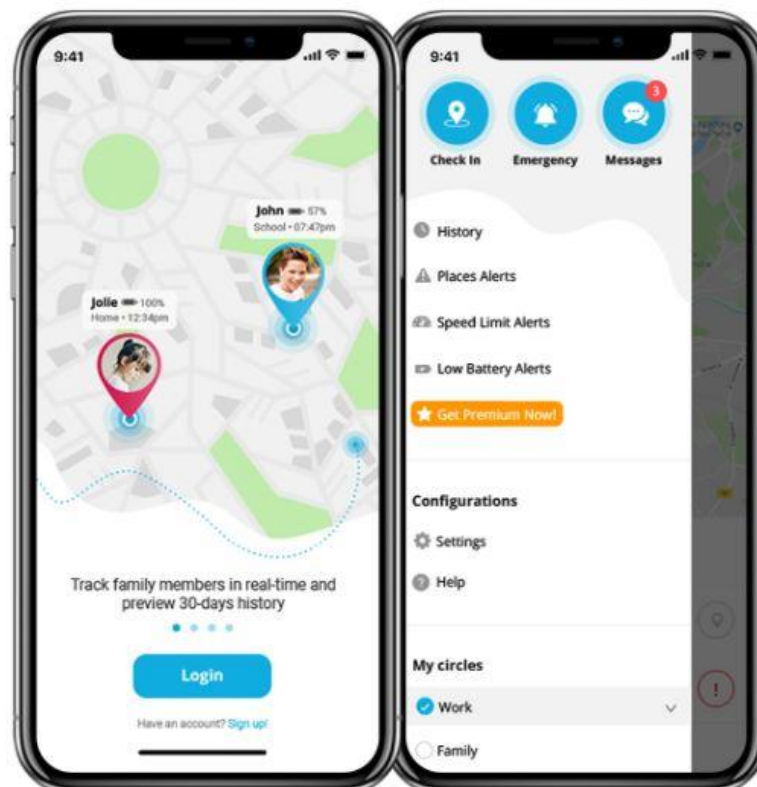 9:41
John 57%
School • 07:47pm
Jolie 100%
Home • 12:34pm
Track family members in real-time and
preview 30-days history
Login
Have an account? Sign up!
9:41
3
Check In
Emergency
Messages
History
Places Alerts
Speed Limit Alerts
Low Battery Alerts
Get Premium Now!
Configurations
Settings
? Help
My circles
Work
!
Family